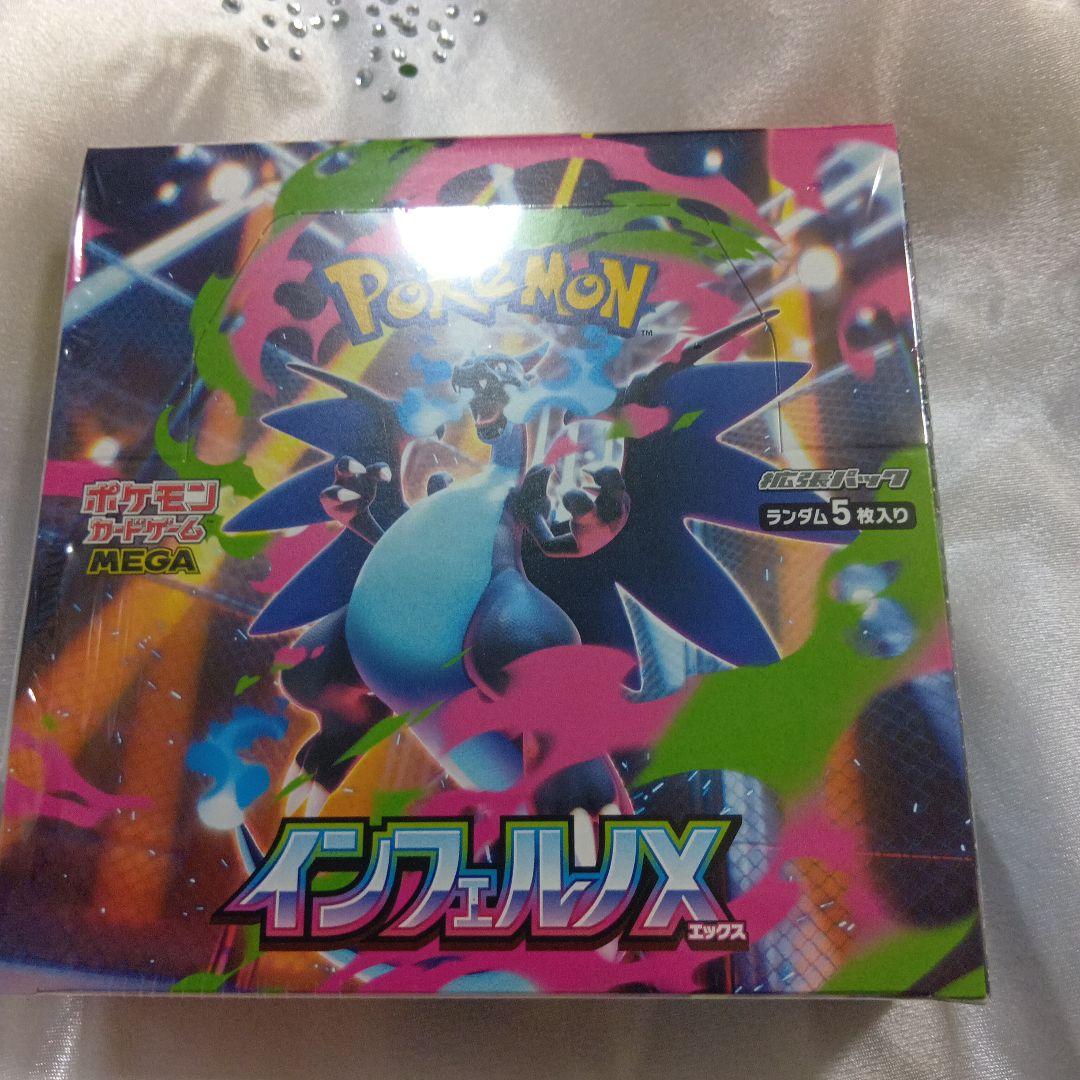 POKÉMON
TM
ポケモン
カードゲーム
MEGA
拡張パック
ランダム5枚入り
インフェルノX
エックス